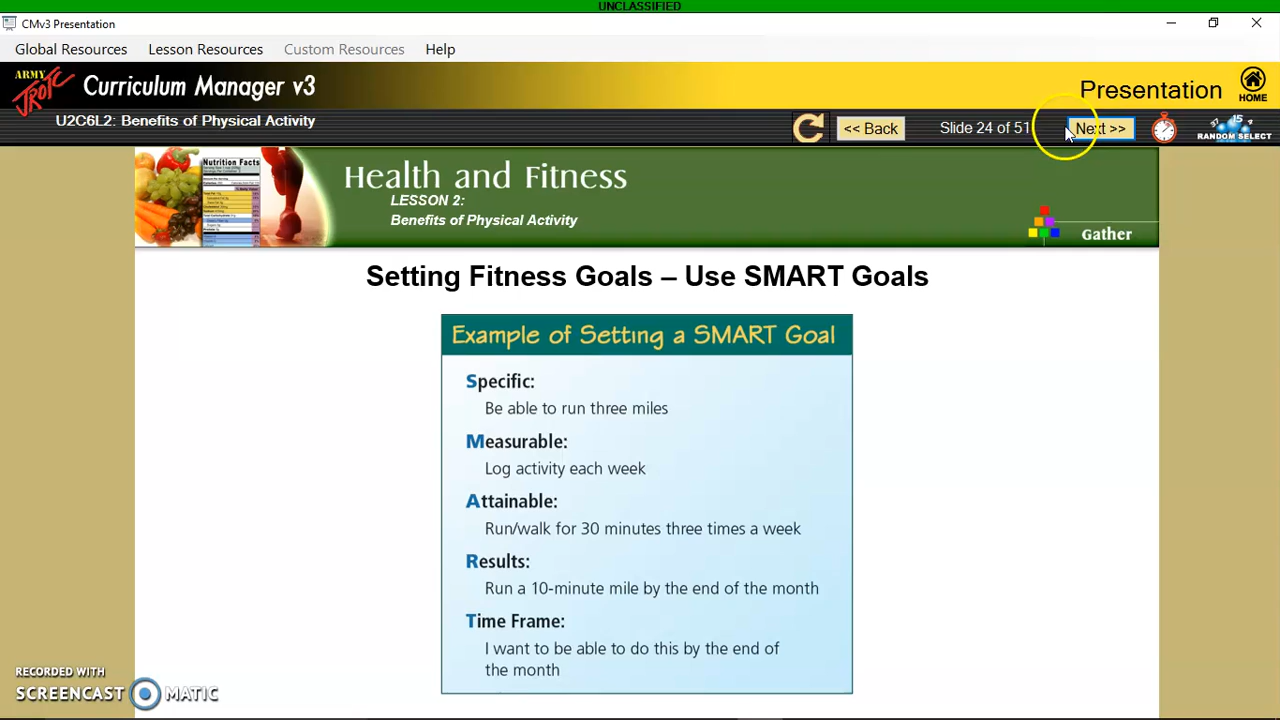 UNCLASSIFIED
CMv3 Presentation
Global Resources Lesson Resources Custom Resources Help
ARMY JROTC Curriculum Manager v3 Presentation HOME
U2C6L2: Benefits of Physical Activity << Back Slide 24 of 51 Next >> 15 RANDOM SELECT
Nutrition Facts
Health and Fitness
LESSON 2:
Benefits of Physical Activity
Gather
Setting Fitness Goals – Use SMART Goals
Example of Setting a SMART Goal
Specific:
Be able to run three miles
Measurable:
Log activity each week
Attainable:
Run/walk for 30 minutes three times a week
Results:
Run a 10-minute mile by the end of the month
Time Frame:
I want to be able to do this by the end of
the month
RECORDED WITH
SCREENCAST MATIC